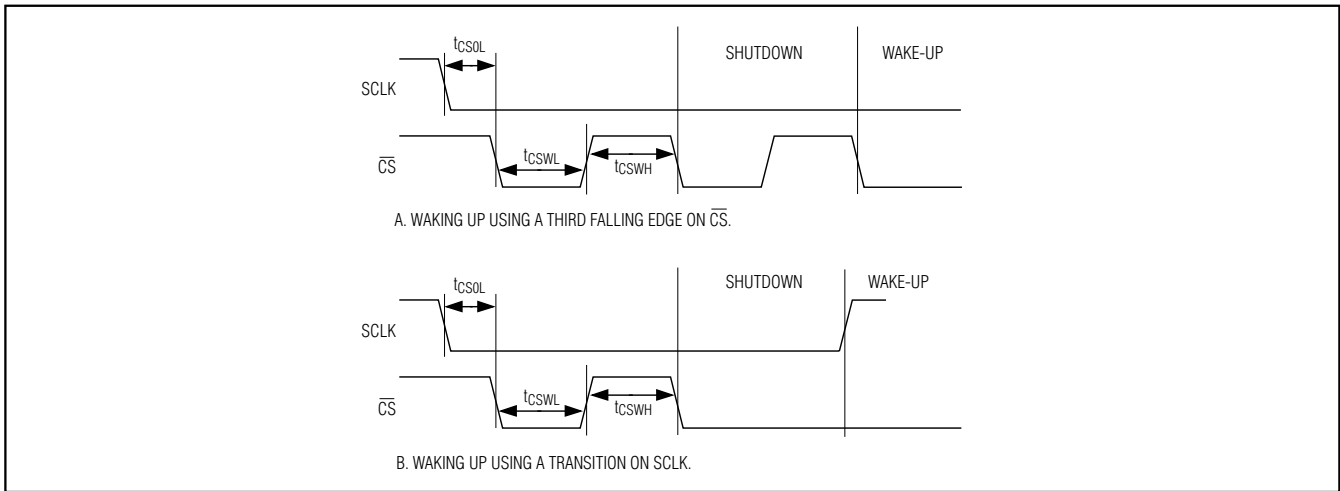 tCS0L
SHUTDOWN WAKE-UP
SCLK
CS
tCSWL
tCSWH
A. WAKING UP USING A THIRD FALLING EDGE ON CS.
tCS0L
SHUTDOWN WAKE-UP
SCLK
CS
tCSWL
tCSWH
B. WAKING UP USING A TRANSITION ON SCLK.